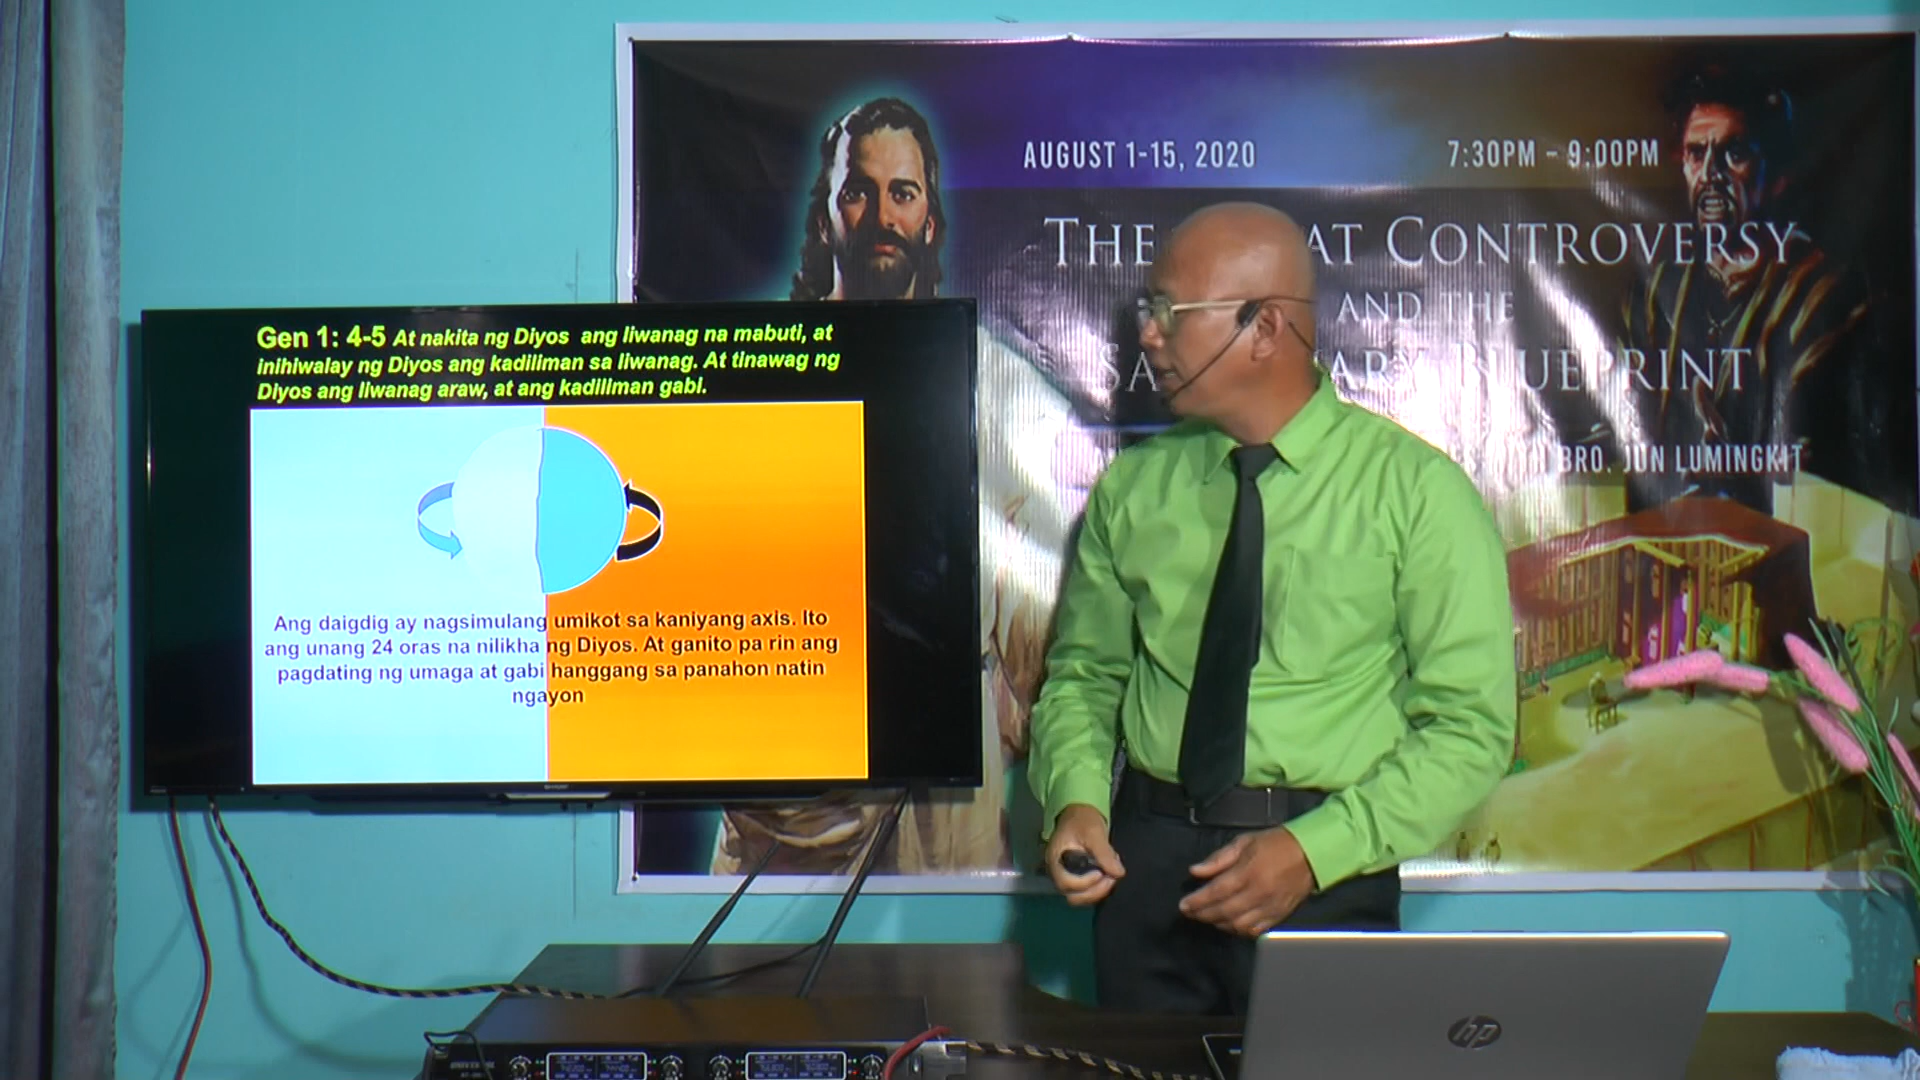 AUGUST 1-15, 2020
7:30PM - 9:00PM
THE AT CONTROVERSY
AND THE
SA ARY BLUEPRINT
BRO. JUN LUMINGKIT
Gen 1: 4-5 At nakita ng Diyos ang liwanag na mabuti, at
inihiwalay ng Diyos ang kadiliman sa liwanag. At tinawag ng
Diyos ang liwanag araw, at ang kadiliman gabi.
Ang daigdig ay nagsimulang umikot sa kaniyang axis. Ito
ang unang 24 oras na nilikha ng Diyos. At ganito pa rin ang
pagdating ng umaga at gabi hanggang sa panahon natin
ngayon
hp